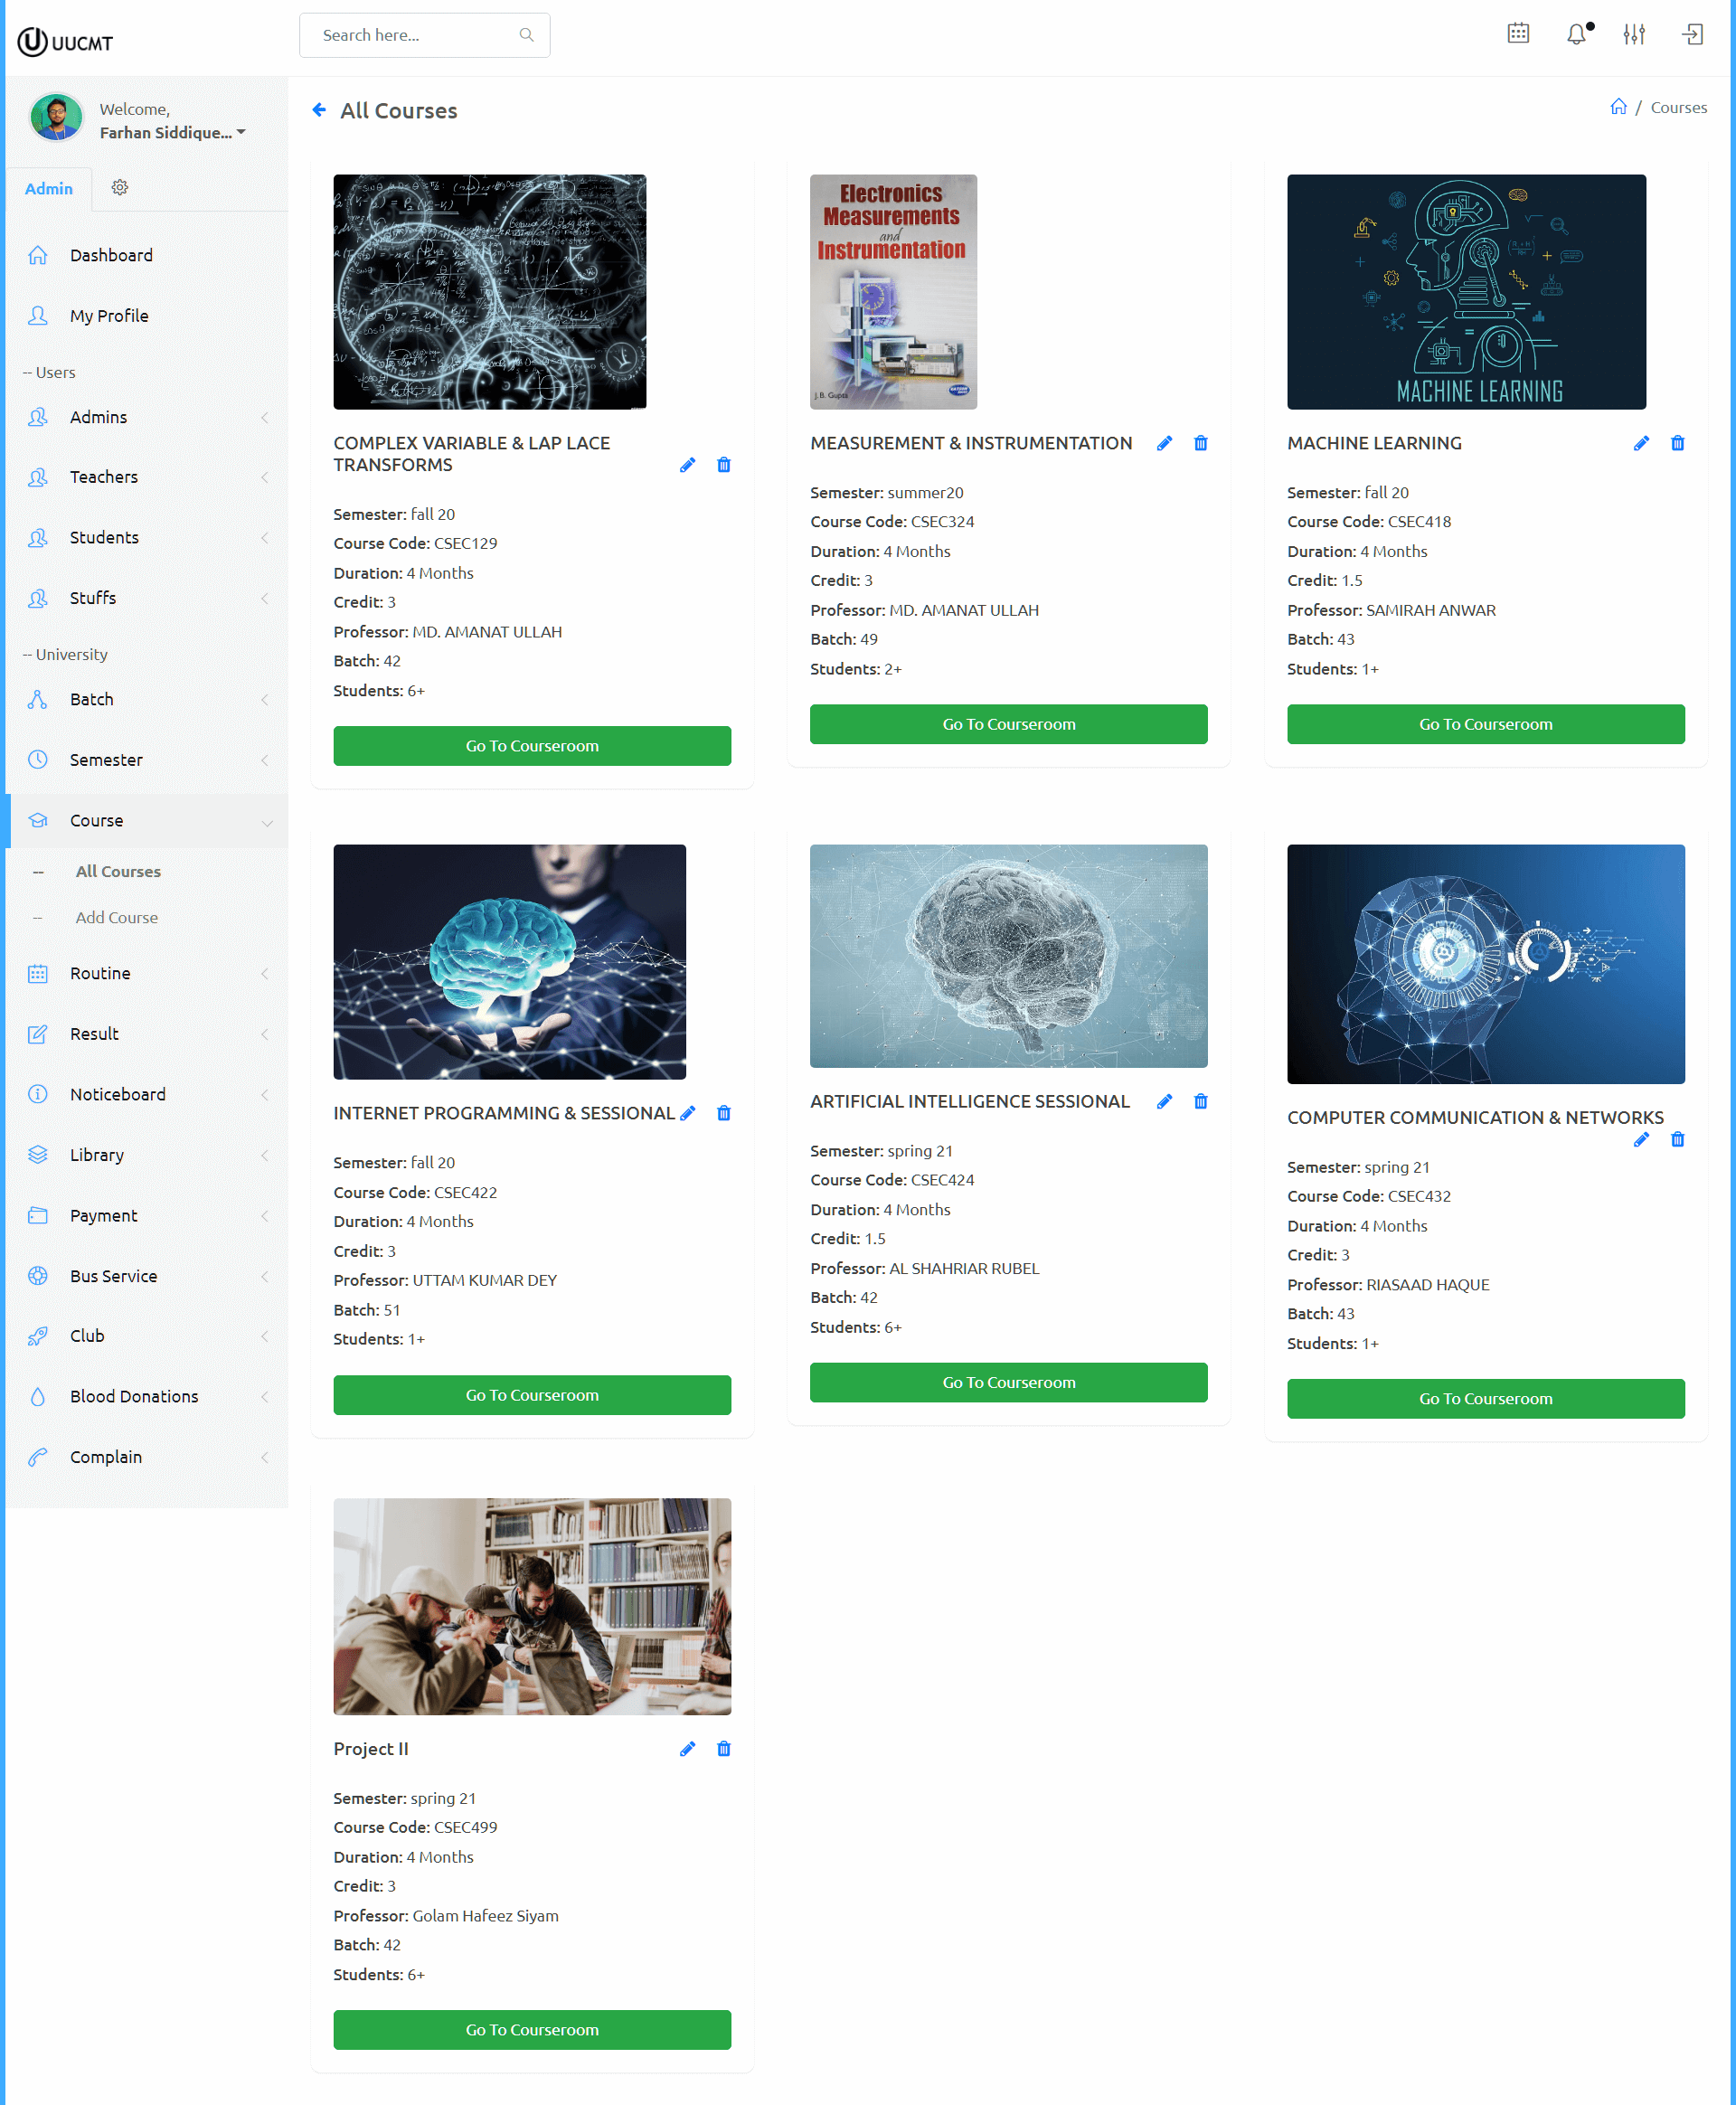 UUCMT
Search here...
Welcome,
Farhan Siddique...
Admin
Dashboard
My Profile
-- Users
Admins
Teachers
Students
Stuffs
-- University
Batch
Semester
Course
-- All Courses
-- Add Course
Routine
Result
Noticeboard
Library
Payment
Bus Service
Club
Blood Donations
Complain
All Courses
/ Courses
COMPLEX VARIABLE & LAP LACE
TRANSFORMS
Semester: fall 20
Course Code: CSEC129
Duration: 4 Months
Credit: 3
Professor: MD. AMANAT ULLAH
Batch: 42
Students: 6+
Go To Courseroom
Electronics
Measurements
and
Instrumentation
J. B. Gupta
MEASUREMENT & INSTRUMENTATION
Semester: summer20
Course Code: CSEC324
Duration: 4 Months
Credit: 3
Professor: MD. AMANAT ULLAH
Batch: 49
Students: 2+
Go To Courseroom
MACHINE LEARNING
MACHINE LEARNING
Semester: fall 20
Course Code: CSEC418
Duration: 4 Months
Credit: 1.5
Professor: SAMIRAH ANWAR
Batch: 43
Students: 1+
Go To Courseroom
INTERNET PROGRAMMING & SESSIONAL
Semester: fall 20
Course Code: CSEC422
Duration: 4 Months
Credit: 3
Professor: UTTAM KUMAR DEY
Batch: 51
Students: 1+
Go To Courseroom
ARTIFICIAL INTELLIGENCE SESSIONAL
Semester: spring 21
Course Code: CSEC424
Duration: 4 Months
Credit: 1.5
Professor: AL SHAHRIAR RUBEL
Batch: 42
Students: 6+
Go To Courseroom
COMPUTER COMMUNICATION & NETWORKS
Semester: spring 21
Course Code: CSEC432
Duration: 4 Months
Credit: 3
Professor: RIASAAD HAQUE
Batch: 43
Students: 1+
Go To Courseroom
Project II
Semester: spring 21
Course Code: CSEC499
Duration: 4 Months
Credit: 3
Professor: Golam Hafeez Siyam
Batch: 42
Students: 6+
Go To Courseroom